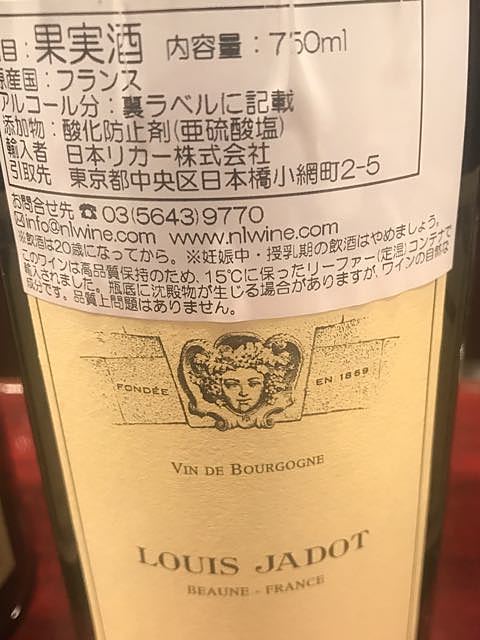 目：果実酒 内容量：750ml
原産国：フランス
アルコール分：裏ラベルに記載
添加物：酸化防止剤(亜硫酸塩)
輸入者 日本リカー株式会社
引取先 東京都中央区日本橋小網町2-5
お問合せ先☎03(5643)9770
✉info@nlwine.com www.nlwine.com
※飲酒は20歳になってから。※妊娠中・授乳期の飲酒はやめましょう。
このワインは高品質保持のため、15℃に保ったリーファー(定温)コンテナで
輸入されました。瓶底に沈殿物が生じる場合がありますが、ワインの自然な
成分です。品質上問題はありません。
FONDÉE EN 1859
VIN DE BOURGOGNE
LOUIS JADOT
BEAUNE - FRANCE